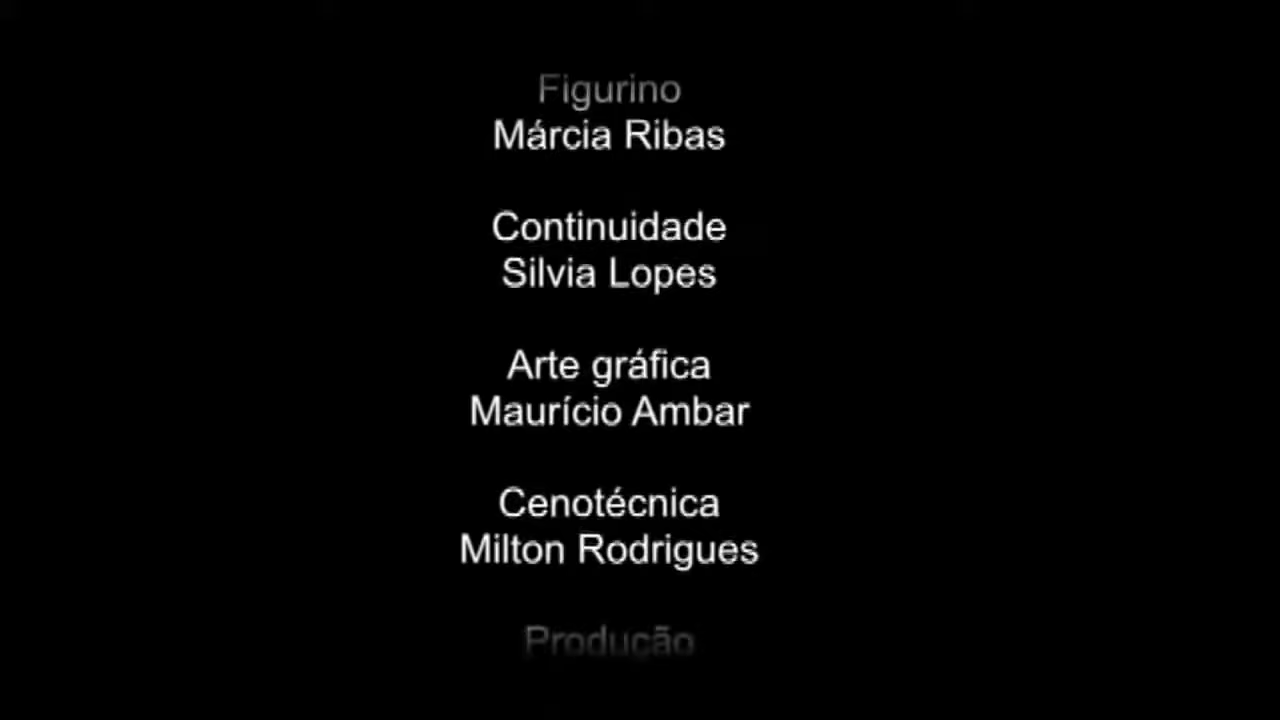 Figurino
Márcia Ribas
Continuidade
Silvia Lopes
Arte gráfica
Maurício Ambar
Cenotécnica
Milton Rodrigues
Produção